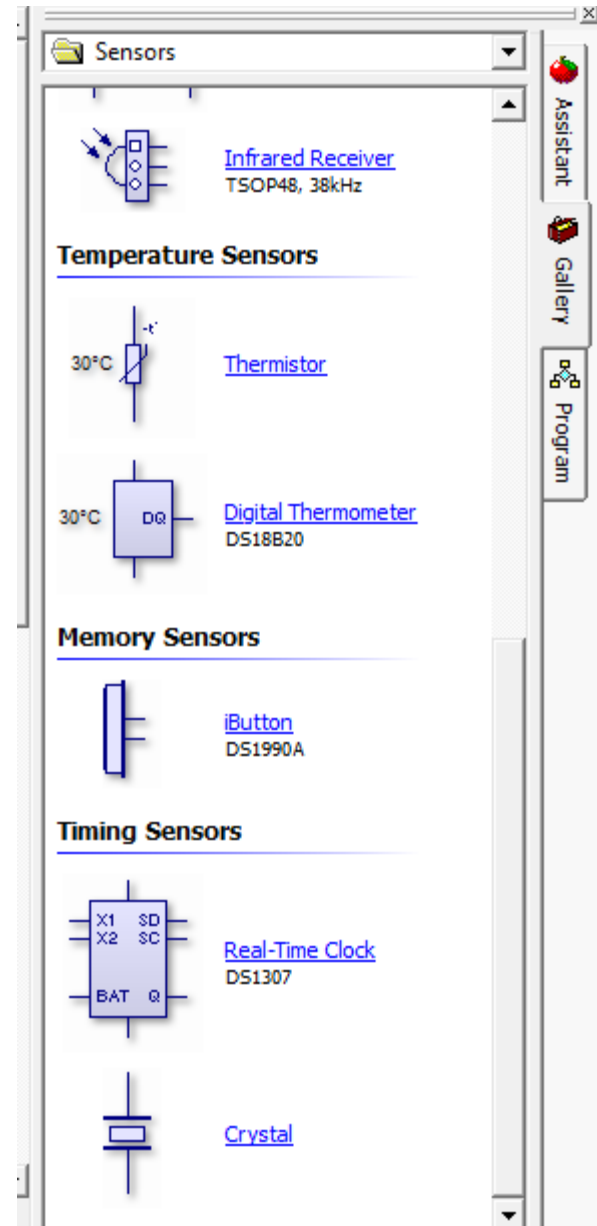 Sensors
Infrared Receiver
TSOP48, 38kHz
Temperature Sensors
-t°
30°C
Thermistor
30°C
DQ
Digital Thermometer
DS18B20
Memory Sensors
iButton
DS1990A
Timing Sensors
X1 SD
X2 SC
BAT Q
Real-Time Clock
DS1307
Crystal
Assistant
Gallery
Program